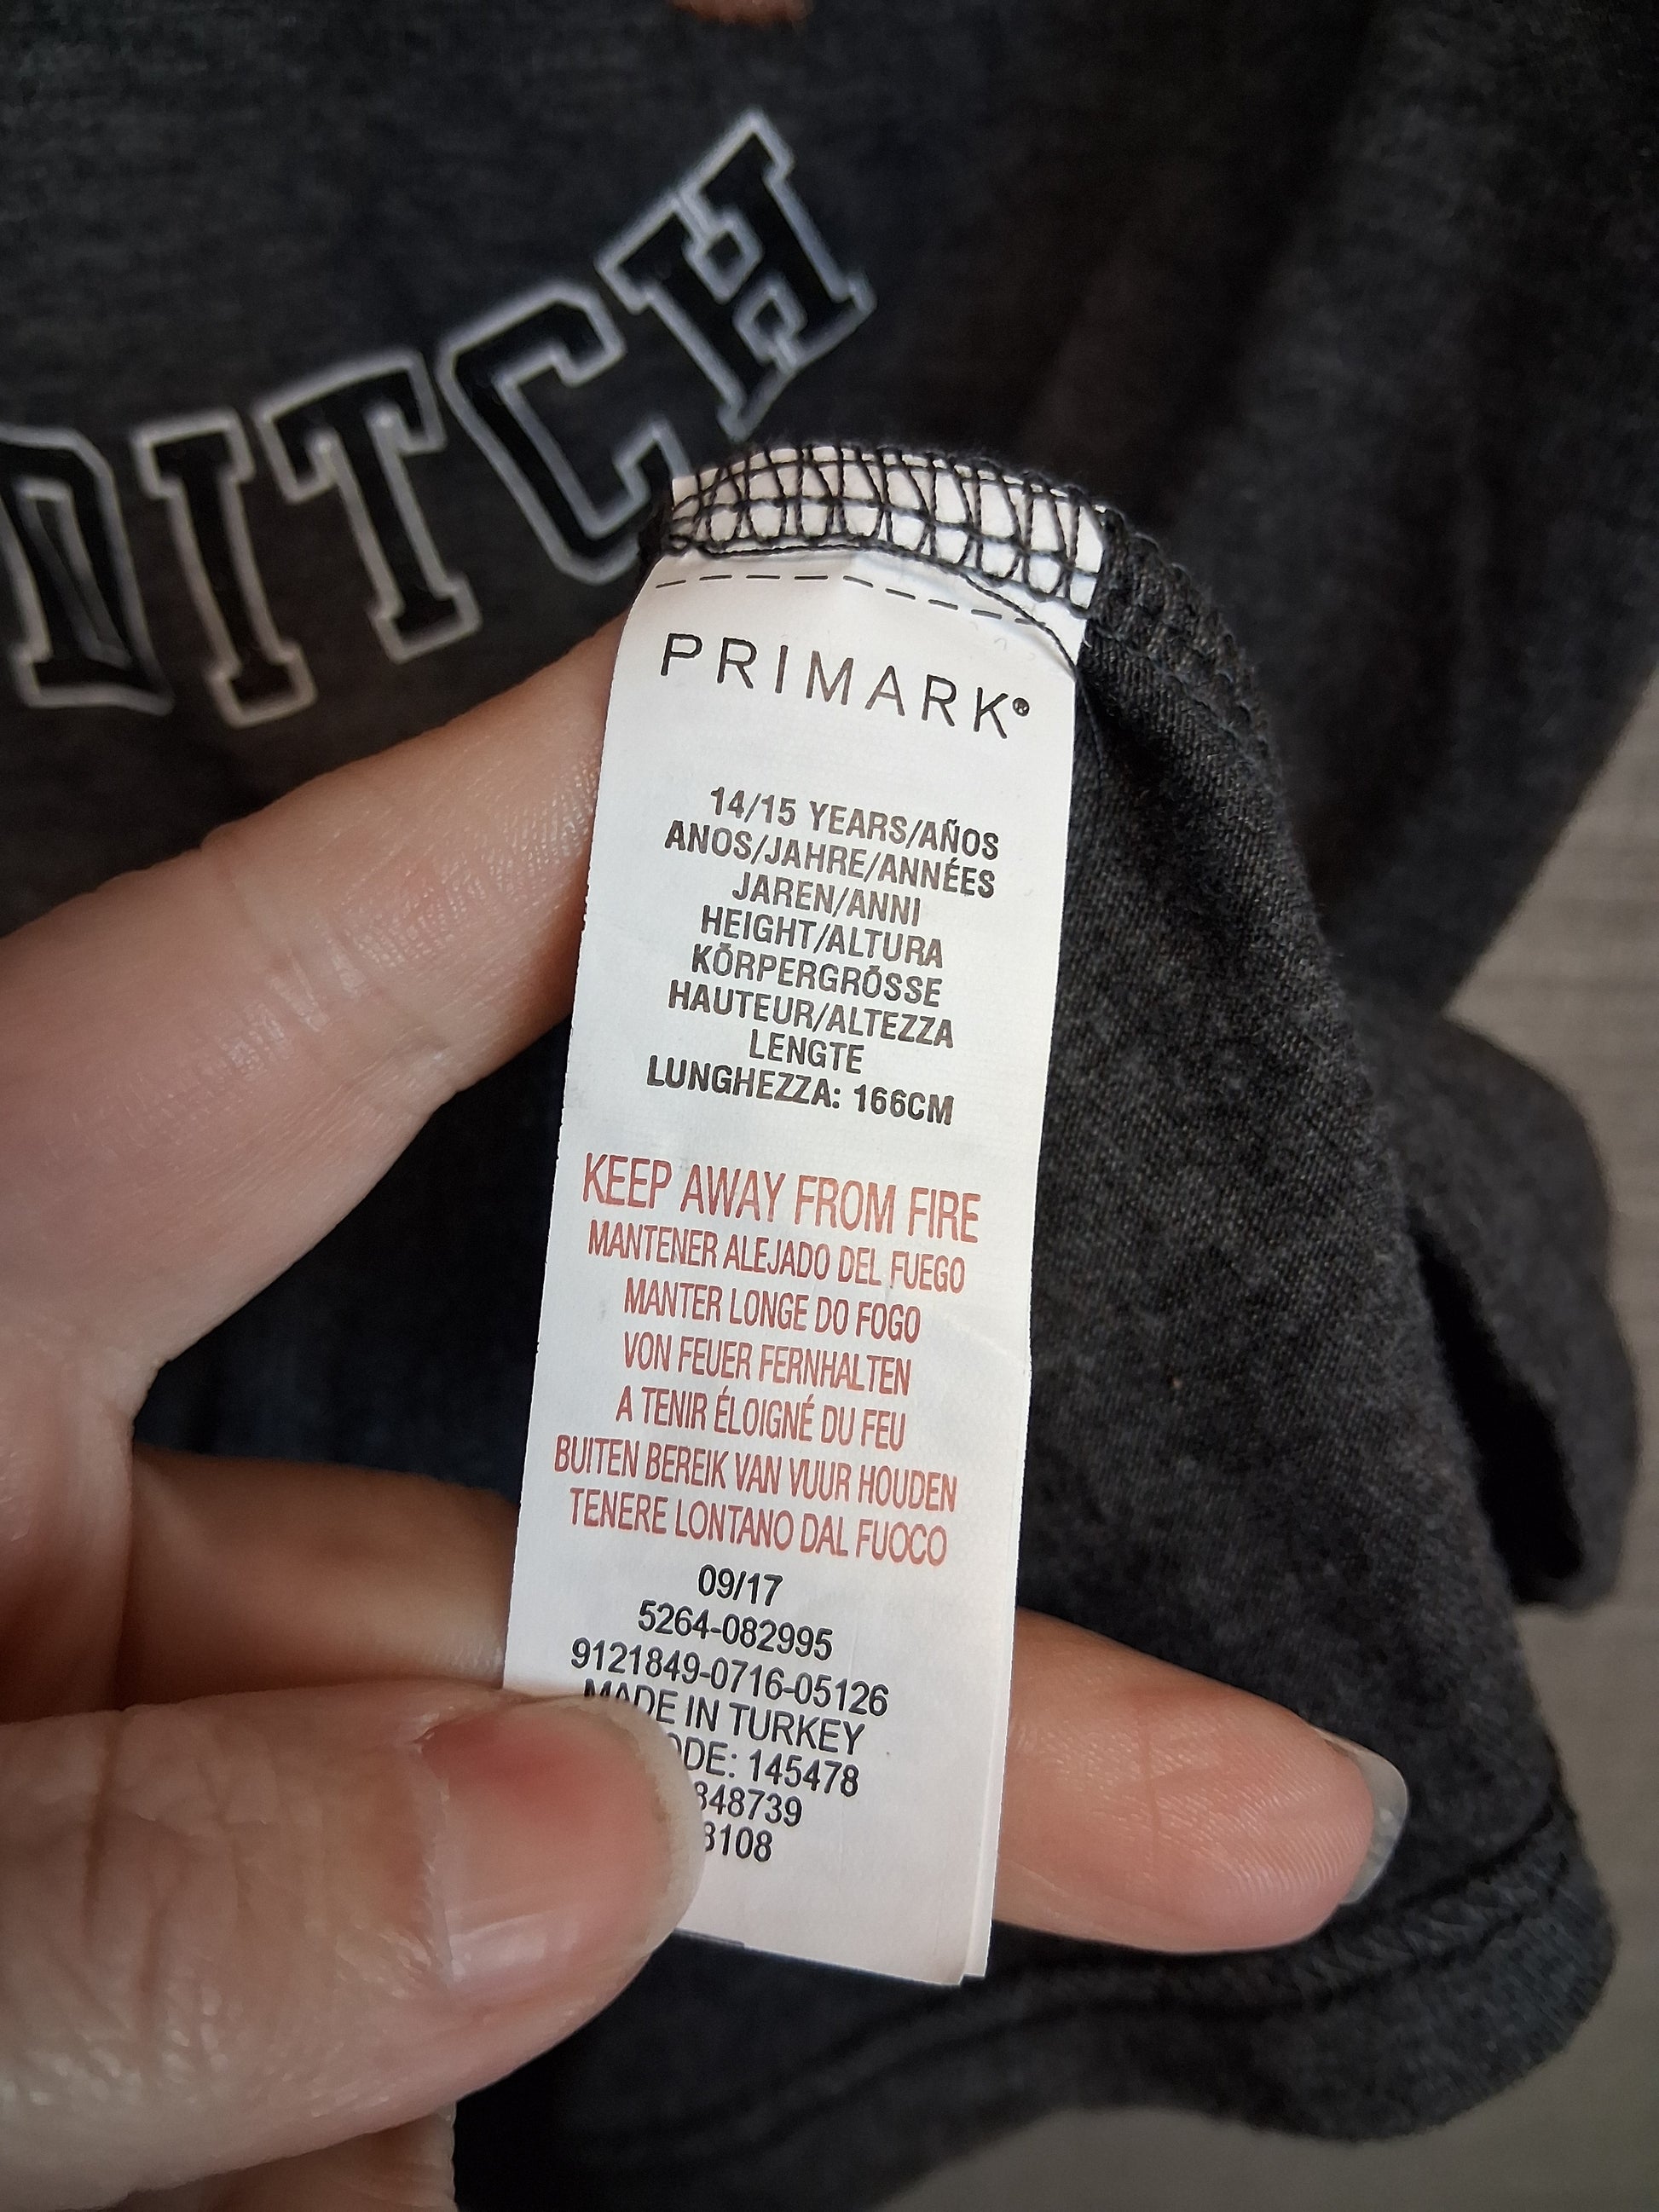 DITCH
PRIMARK®
14/15 YEARS/AÑOS
ANOS/JAHRE/ANNÉES
JAREN/ANNI
HEIGHT/ALTURA
KÖRPERGRÖSSE
HAUTEUR/ALTEZZA
LENGTE
LUNGHEZZA: 166CM
KEEP AWAY FROM FIRE
MANTENER ALEJADO DEL FUEGO
MANTER LONGE DO FOGO
VON FEUER FERNHALTEN
A TENIR ÉLOIGNÉ DU FEU
BUITEN BEREIK VAN VUUR HOUDEN
TENERE LONTANO DAL FUOCO
09/17
5264-082995
9121849-0716-05126
MADE IN TURKEY
ODE: 145478
848739
3108